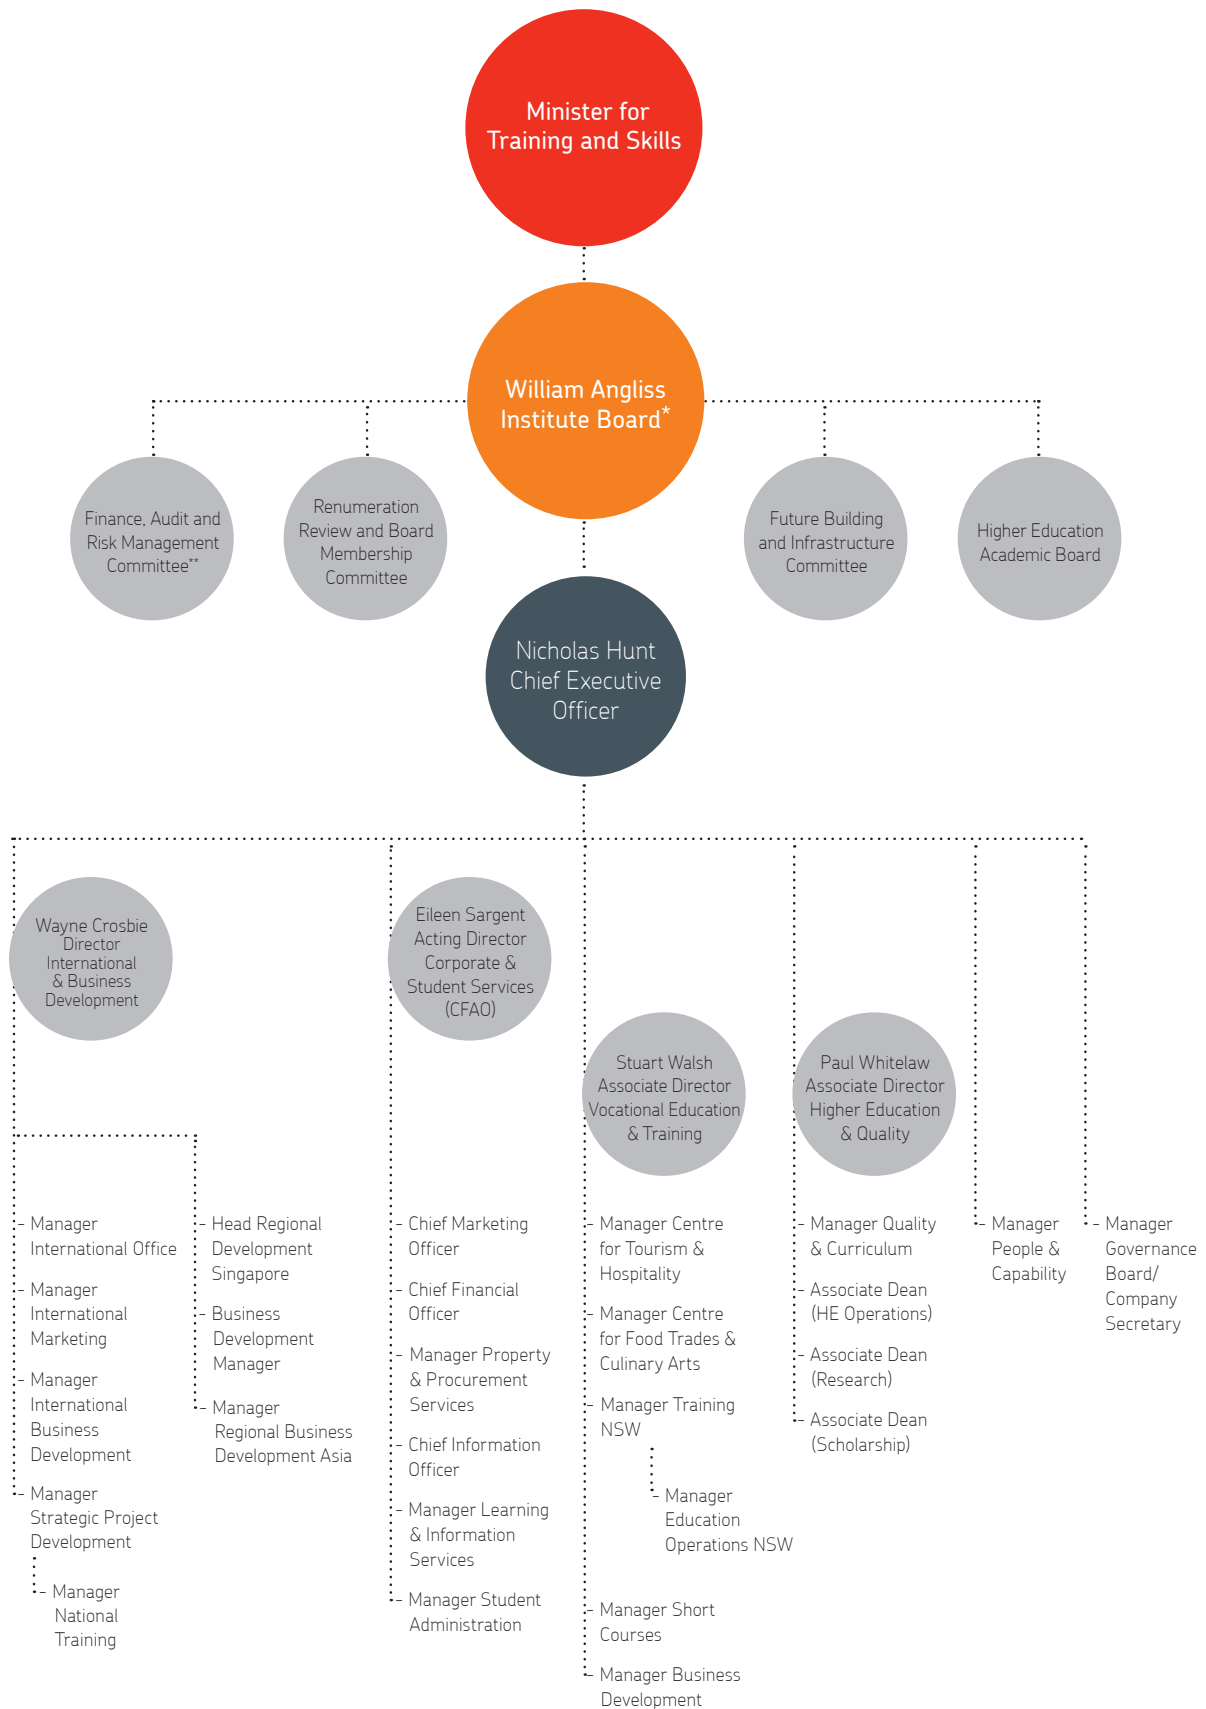 Minister for
Training and Skills
William Angliss
Institute Board*
Finance, Audit and
Risk Management
Committee**
Renumeration
Review and Board
Membership
Committee
Future Building
and Infrastructure
Committee
Higher Education
Academic Board
Nicholas Hunt
Chief Executive
Officer
Wayne Crosbie
Director
International
& Business
Development
Eileen Sargent
Acting Director
Corporate &
Student Services
(CFAO)
Stuart Walsh
Associate Director
Vocational Education
& Training
Paul Whitelaw
Associate Director
Higher Education
& Quality
- Manager
International Office
- Manager
International
Marketing
- Manager
International
Business
Development
- Manager
Strategic Project
Development
- Manager
National
Training
- Head Regional
Development
Singapore
- Business
Development
Manager
- Manager
Regional Business
Development Asia
- Chief Marketing
Officer
- Chief Financial
Officer
- Manager Property
& Procurement
Services
- Chief Information
Officer
- Manager Learning
& Information
Services
- Manager Student
Administration
- Manager Centre
for Tourism &
Hospitality
- Manager Centre
for Food Trades &
Culinary Arts
- Manager Training
NSW
- Manager
Education
Operations NSW
- Manager Short
Courses
- Manager Business
Development
- Manager Quality
& Curriculum
- Associate Dean
(HE Operations)
- Associate Dean
(Research)
- Associate Dean
(Scholarship)
- Manager
People &
Capability
- Manager
Governance
Board/
Company
Secretary